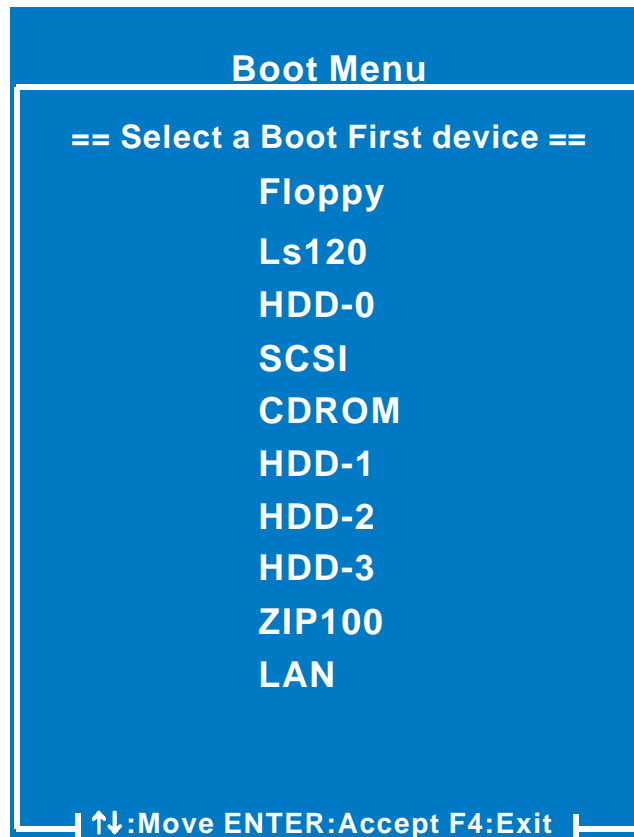 Boot Menu
== Select a Boot First device ==
Floppy
Ls120
HDD-0
SCSI
CDROM
HDD-1
HDD-2
HDD-3
ZIP100
LAN
↑↓:Move ENTER:Accept F4:Exit